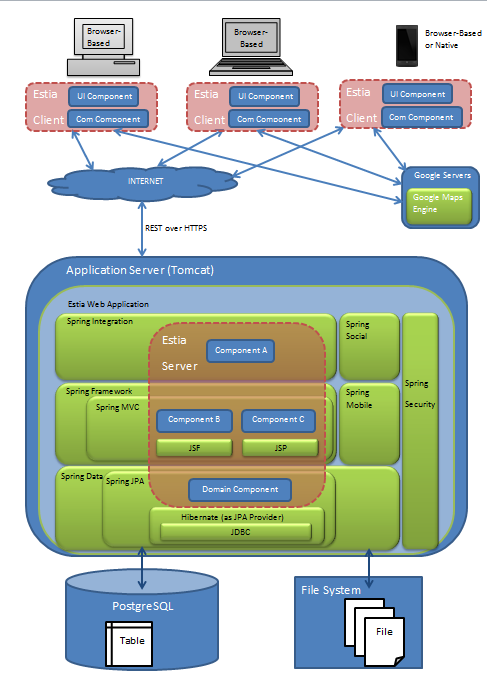 Browser-
Based
Browser-
Based
Browser-Based
or Native
Estia
UI Component
Client
Com Component
Estia
UI Component
Client
Com Component
Estia
UI Component
Client
Com Component
INTERNET
Google Servers
Google Maps
Engine
REST over HTTPS
Application Server (Tomcat)
Estia Web Application
Spring Integration
Estia
Server
Component A
Spring
Social
Spring
Security
Spring Framework
Spring MVC
Component B
Component C
JSF
JSP
Spring
Mobile
Spring Data
Spring JPA
Domain Component
Hibernate (as JPA Provider)
JDBC
PostgreSQL
Table
File System
File